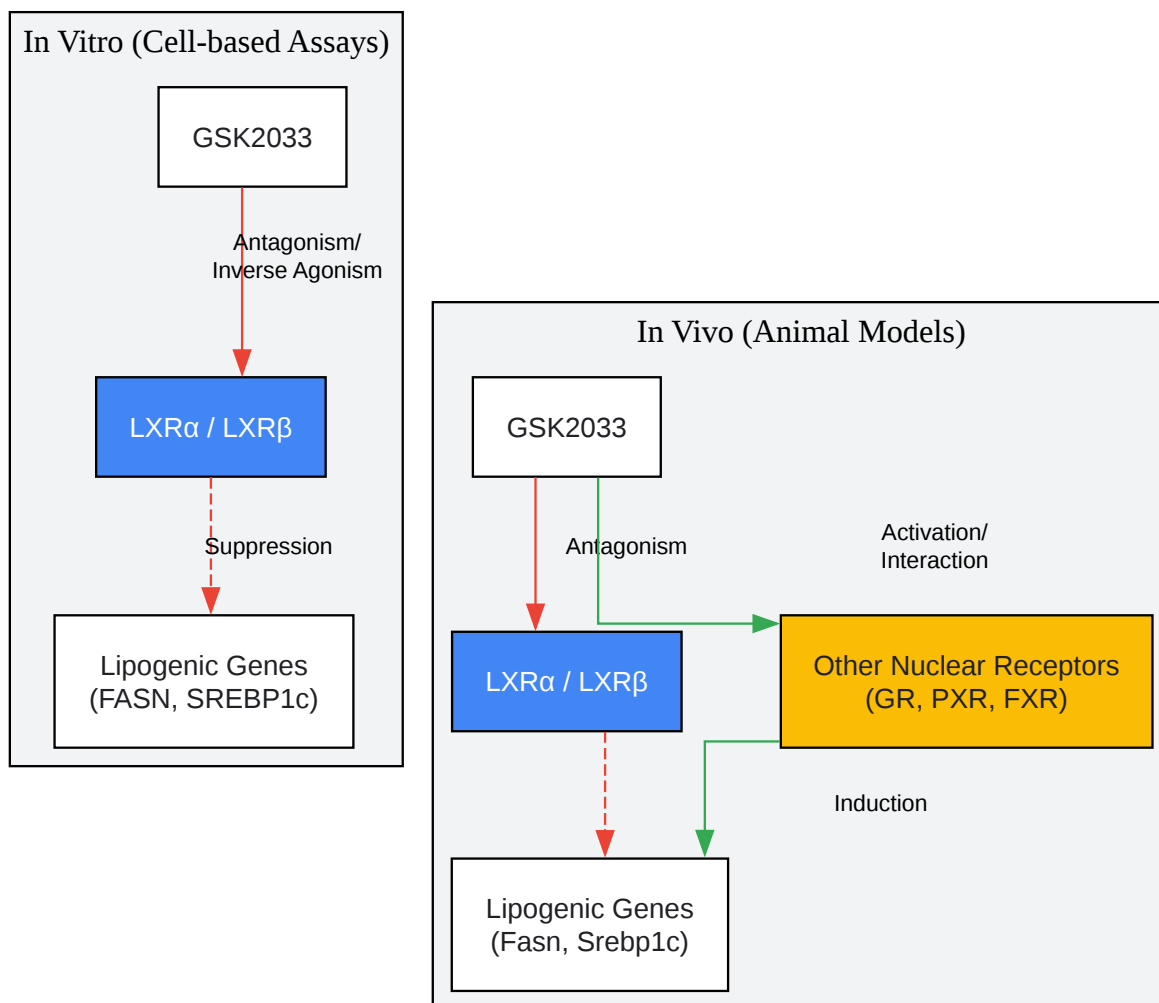 In Vitro (Cell-based Assays)
GSK2033
Antagonism/
Inverse Agonism
LXRα / LXRβ
Suppression
Lipogenic Genes
(FASN, SREBP1c)
In Vivo (Animal Models)
GSK2033
Antagonism
Activation/
Interaction
LXRα / LXRβ
Other Nuclear Receptors
(GR, PXR, FXR)
Induction
Lipogenic Genes
(Fasn, Srebp1c)